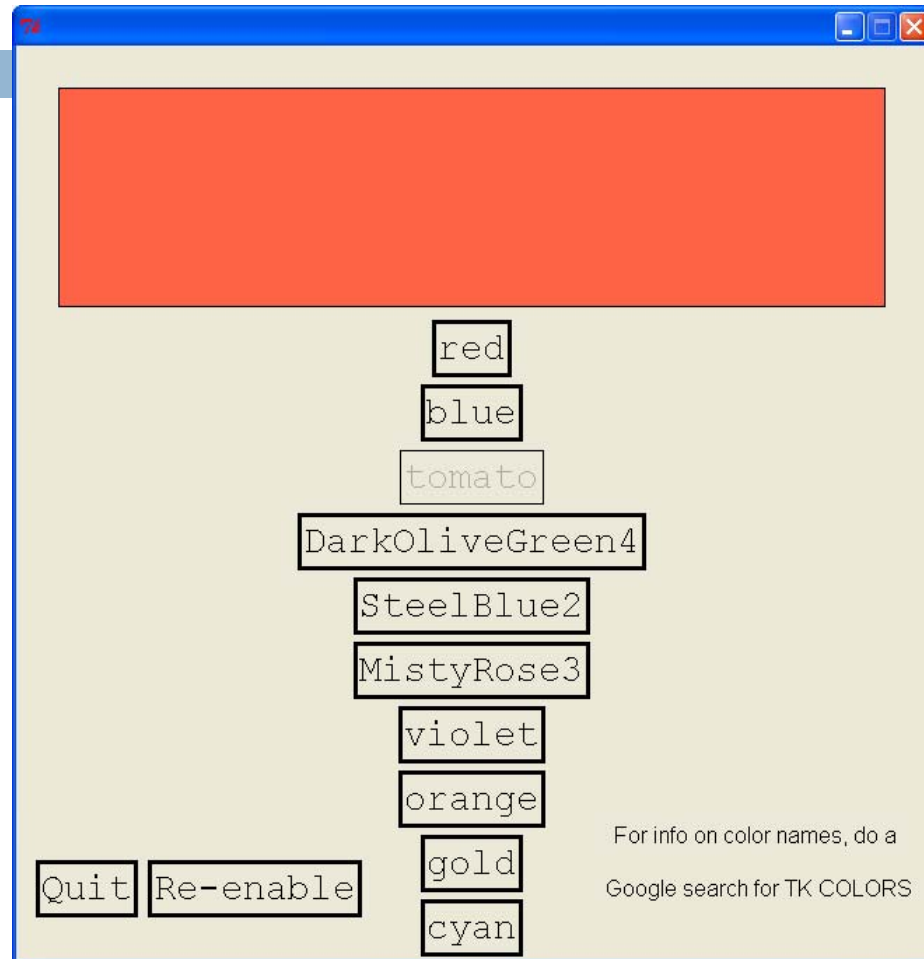 red
blue
tomato
DarkOliveGreen4
SteelBlue2
MistyRose3
violet
orange
gold
cyan
Quit
Re-enable
For info on color names, do a
Google search for TK COLORS